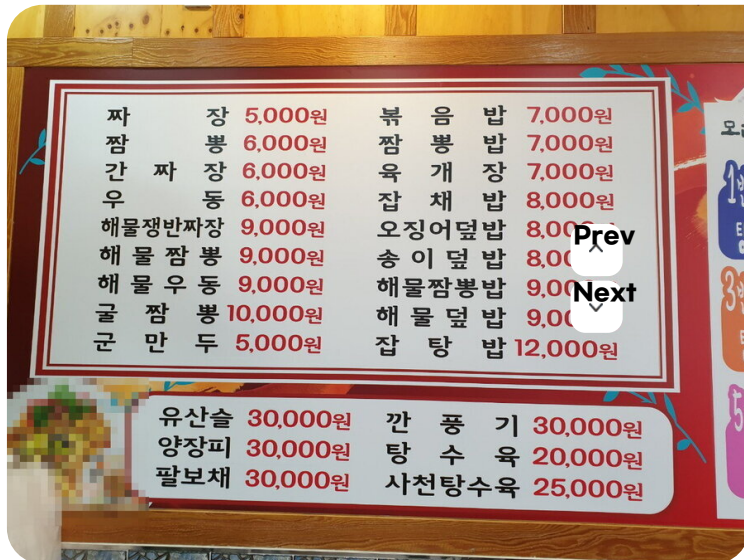 짜장 5,000원
짬뽕 6,000원
간짜장 6,000원
우동 6,000원
해물쟁반짜장 9,000원
해물짬뽕 9,000원
해물우동 9,000원
굴짬뽕 10,000원
군만두 5,000원
볶음밥 7,000원
짬뽕밥 7,000원
육개장 7,000원
잡채밥 8,000원
오징어덮밥 8,00
송이덮밥 8,00
해물짬뽕밥 9,00
해물덮밥 9,00
잡탕밥 12,000원
Prev
Next
유산슬 30,000원
양장피 30,000원
팔보채 30,000원
깐풍기 30,000원
탕수육 20,000원
사천탕수육 25,000원